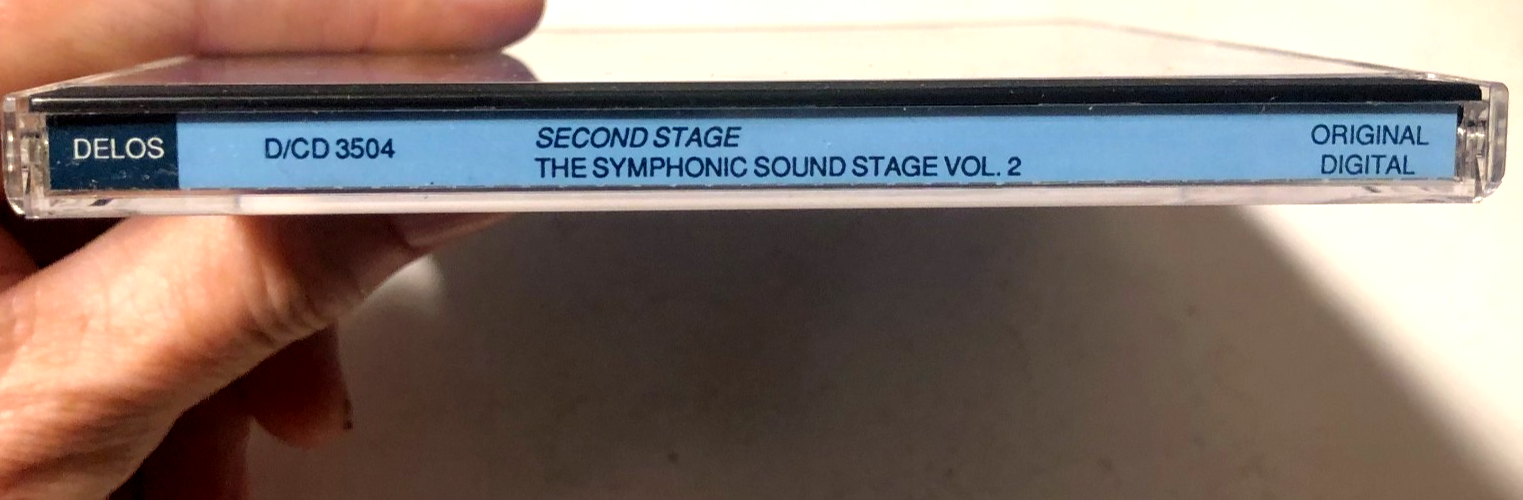 DELOS
D/CD 3504
SECOND STAGE
THE SYMPHONIC SOUND STAGE VOL. 2
ORIGINAL
DIGITAL